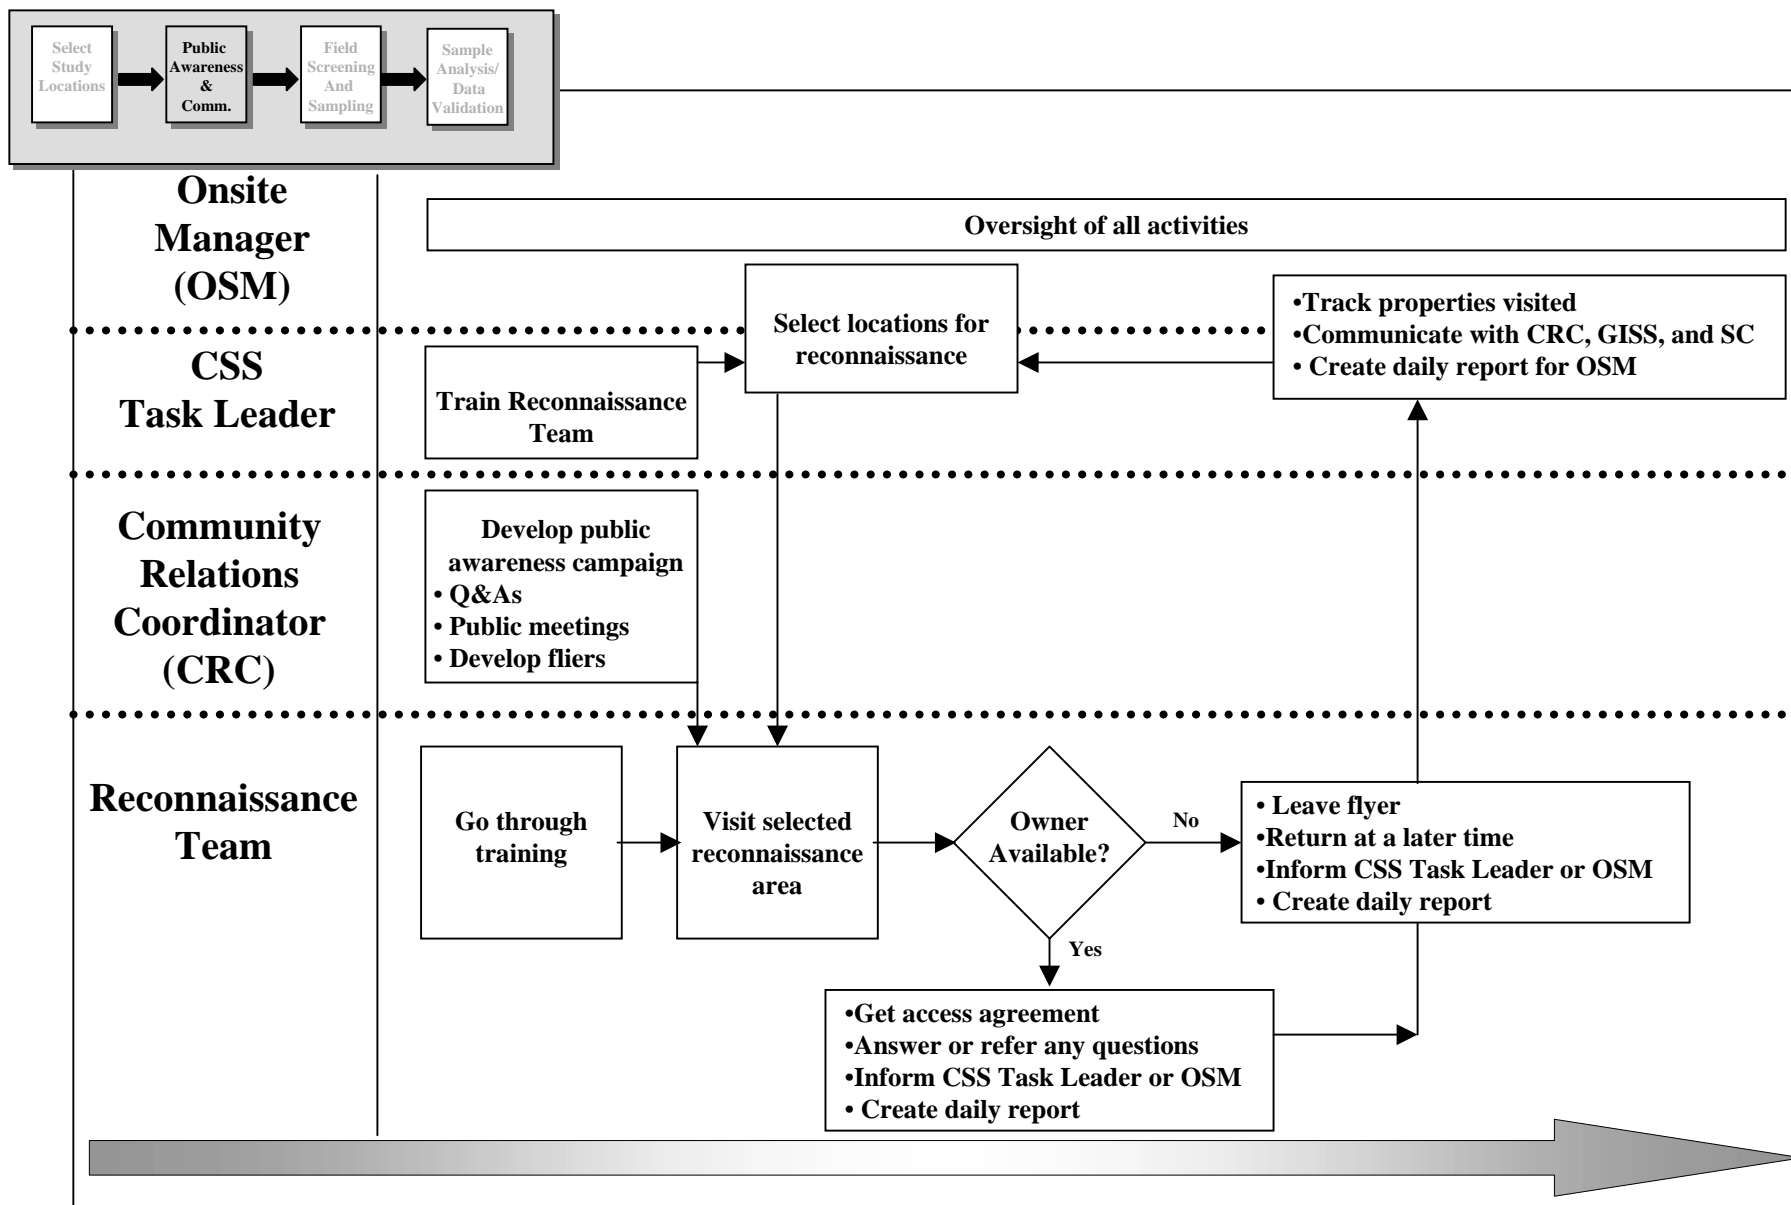 Select
Study
Locations
Public
Awareness
&
Comm.
Field
Screening
And
Sampling
Sample
Analysis/
Data
Validation
Onsite
Manager
(OSM)
Oversight of all activities
Select locations for
reconnaissance
•Track properties visited
•Communicate with CRC, GISS, and SC
• Create daily report for OSM
CSS
Task Leader
Train Reconnaissance
Team
Community
Relations
Coordinator
(CRC)
Develop public
awareness campaign
• Q&As
• Public meetings
• Develop fliers
Reconnaissance
Team
Go through
training
Visit selected
reconnaissance
area
Owner
Available?
No
• Leave flyer
•Return at a later time
•Inform CSS Task Leader or OSM
• Create daily report
Yes
•Get access agreement
•Answer or refer any questions
•Inform CSS Task Leader or OSM
• Create daily report